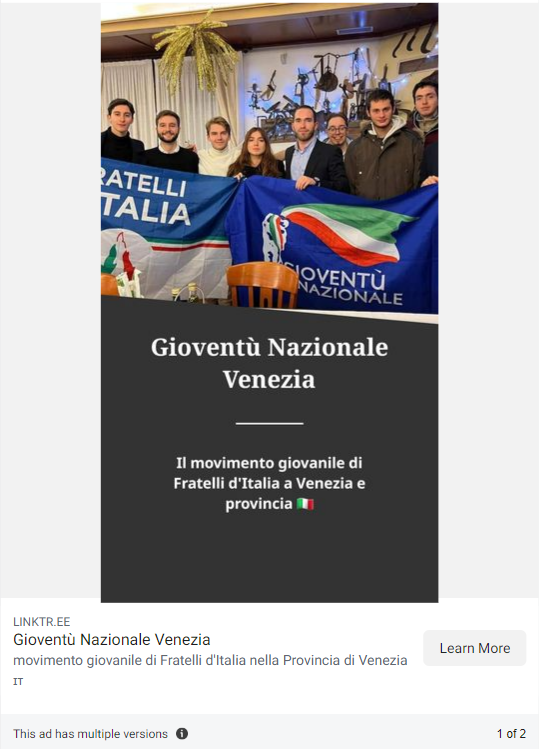 RATELLI
ITALIA
GIOVENTÙ
NAZIONALE
Gioventù Nazionale
Venezia
Il movimento giovanile di
Fratelli d'Italia a Venezia e
provincia 🇮🇹
LINKTR.EE
Gioventù Nazionale Venezia
movimento giovanile di Fratelli d'Italia nella Provincia di Venezia
Learn More
IT
This ad has multiple versions
1 of 2